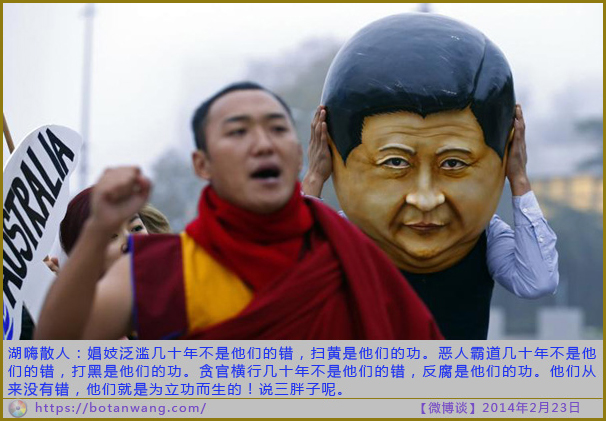 AUSTRALIA
湖嗨散人：娼妓泛滥几十年不是他们的错，扫黄是他们的功。恶人霸道几十年不是他
们的错，打黑是他们的功。贪官横行几十年不是他们的错，反腐是他们的功。他们从
来没有错，他们就是为立功而生的！说三胖子呢。
https://botanwang.com/
【微博谈】2014年2月23日